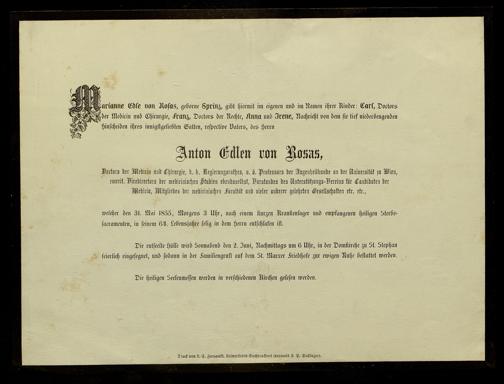 Marianne Edle von Rosas, geborne Sprinz, gibt hiermit im eigenen und im Namen ihrer Kinder: Carl, Doctors
der Medicin und Chirurgie, Franz, Doctors der Rechte, Anna und Irene, Nachricht von dem sie tief niederbeugenden
Hinscheiden ihres innigstgeliebten Gatten, respective Vaters, des Herrn
Anton Edlen von Rosas,
Doctors der Medicin und Chirurgie, k. k. Regierungsrathes, o. ö. Professors der Augenheilkunde an der Universität zu Wien,
emerit. Vicedirectors der medicinischen Studien ebendaselbst, Vorstandes des Unterstützungs-Vereins für Candidaten der
Medicin, Mitgliedes der medicinischen Facultät und vieler anderer gelehrten Gesellschaften etc. etc.,
welcher den 31. Mai 1855, Morgens 3 Uhr, nach einem kurzen Krankenlager und empfangenen heiligen Sterbe-
sacramenten, in seinem 64. Lebensjahre selig in dem Herrn entschlafen ist.
Die entseelte Hülle wird Sonnabend den 2. Juni, Nachmittags um 6 Uhr, in der Domkirche zu St. Stephan
feierlich eingesegnet, und sodann in der Familiengruft auf dem St. Marxer Friedhofe zur ewigen Ruhe bestattet werden.
Die heiligen Seelenmessen werden in verschiedenen Kirchen gelesen werden.
Druck von